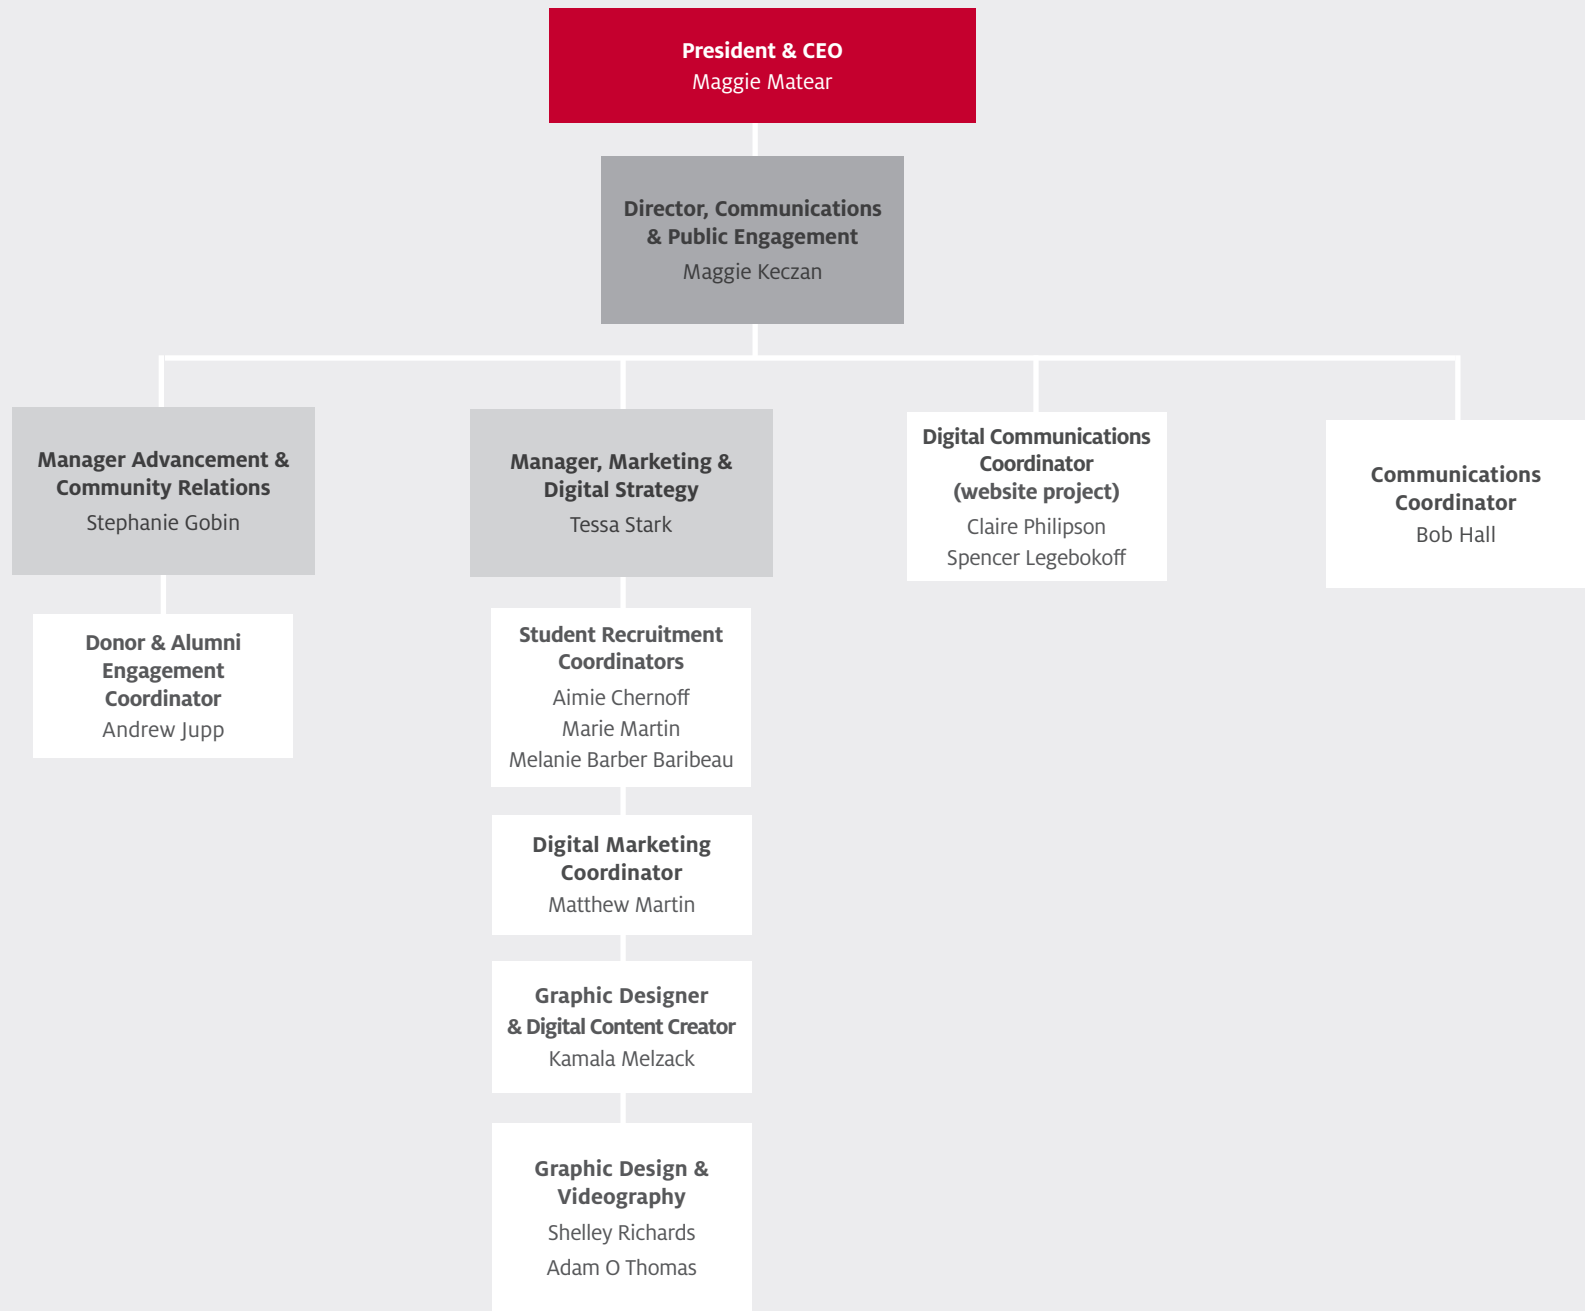 President & CEO
Maggie Matear
Director, Communications
& Public Engagement
Maggie Keczan
Manager Advancement &
Community Relations
Stephanie Gobin
Donor & Alumni
Engagement
Coordinator
Andrew Jupp
Manager, Marketing &
Digital Strategy
Tessa Stark
Student Recruitment
Coordinators
Aimie Chernoff
Marie Martin
Melanie Barber Baribeau
Digital Marketing
Coordinator
Matthew Martin
Graphic Designer
& Digital Content Creator
Kamala Melzack
Graphic Design &
Videography
Shelley Richards
Adam O Thomas
Digital Communications
Coordinator
(website project)
Claire Philipson
Spencer Legebokoff
Communications
Coordinator
Bob Hall